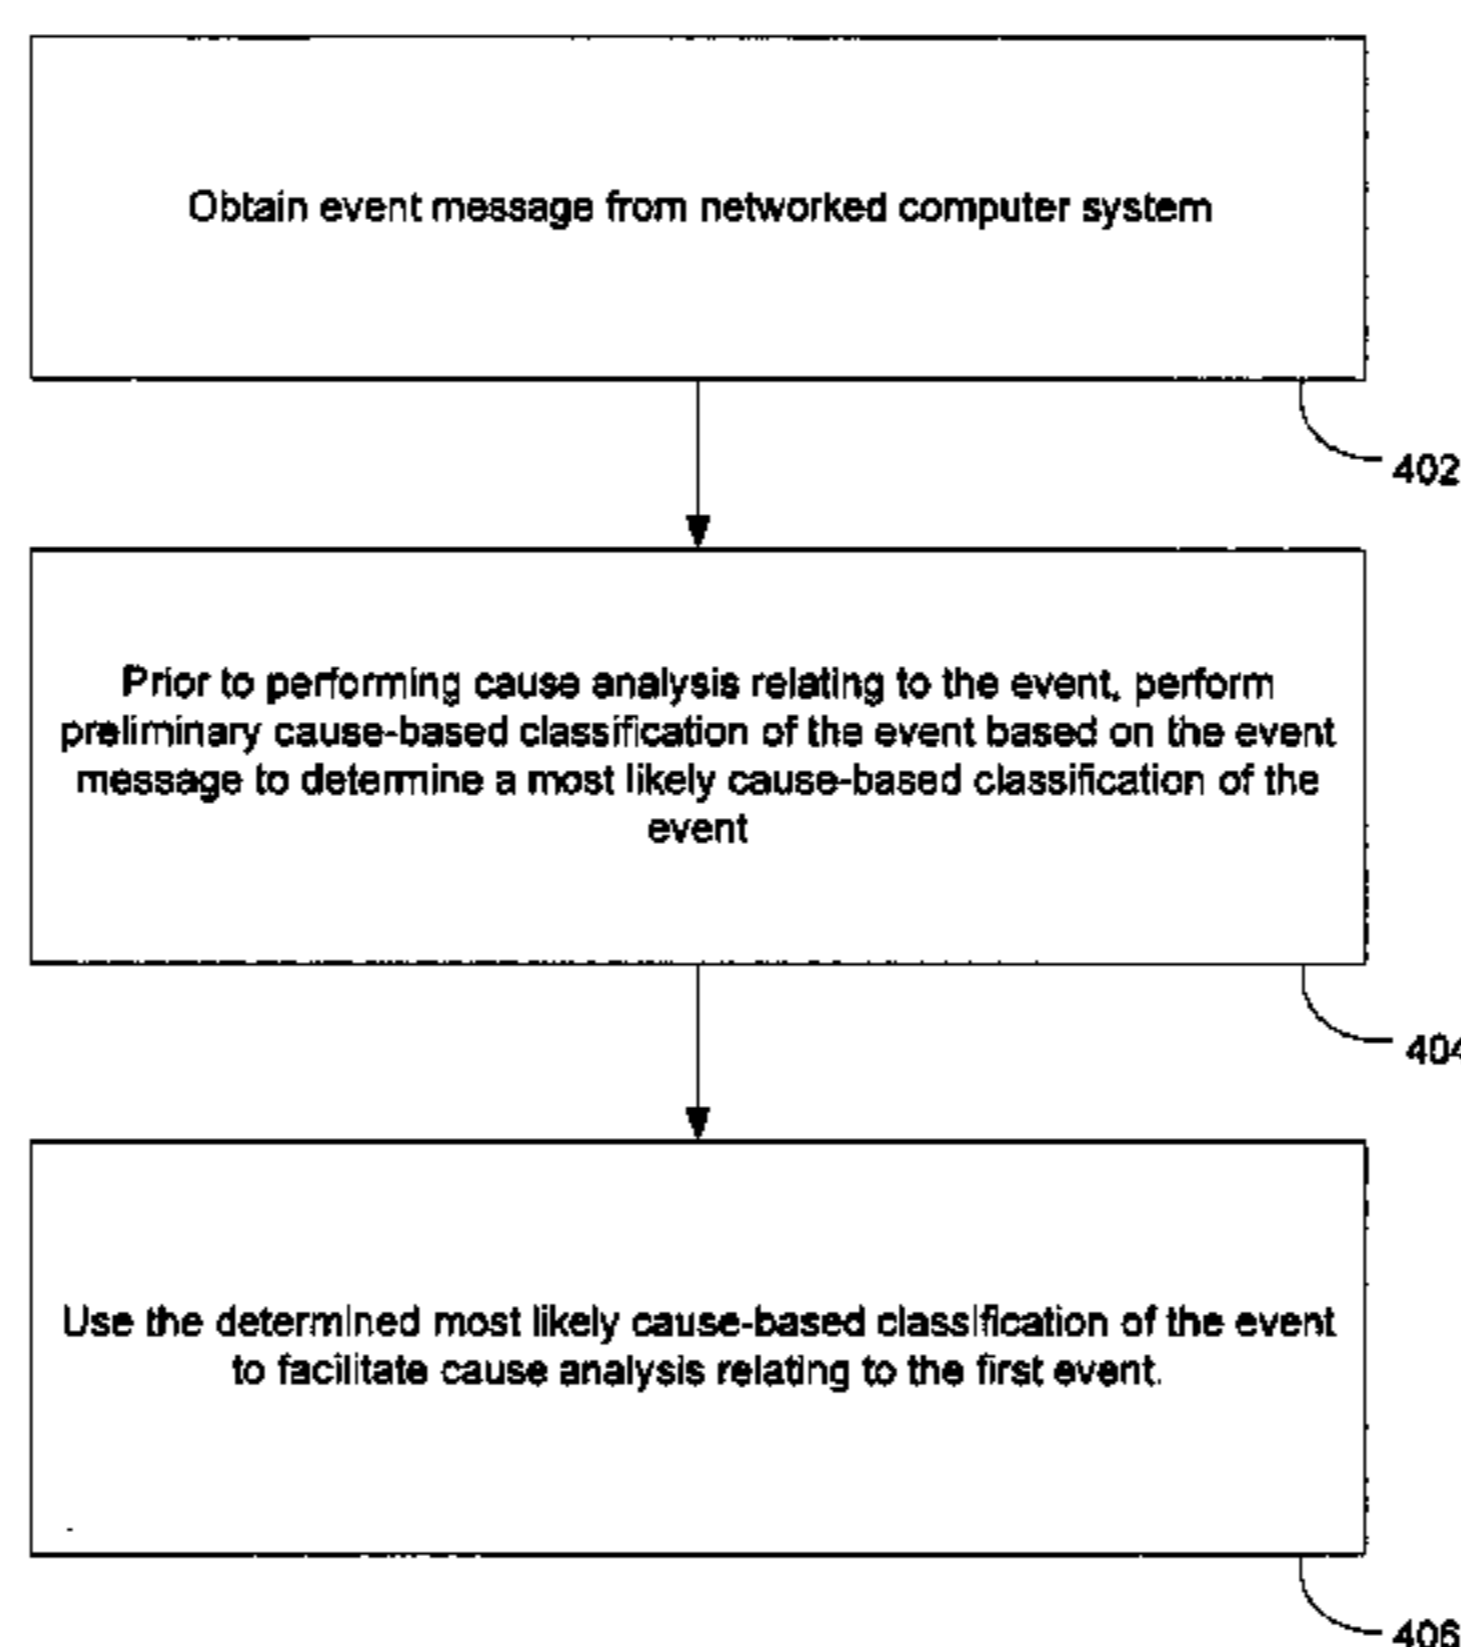 Obtain event message from networked computer system
402
Prior to performing cause analysis relating to the event, perform
preliminary cause-based classification of the event based on the event
message to determine a most likely cause-based classification of the
event
404
Use the determined most likely cause-based classification of the event
to facilitate cause analysis relating to the first event.
406